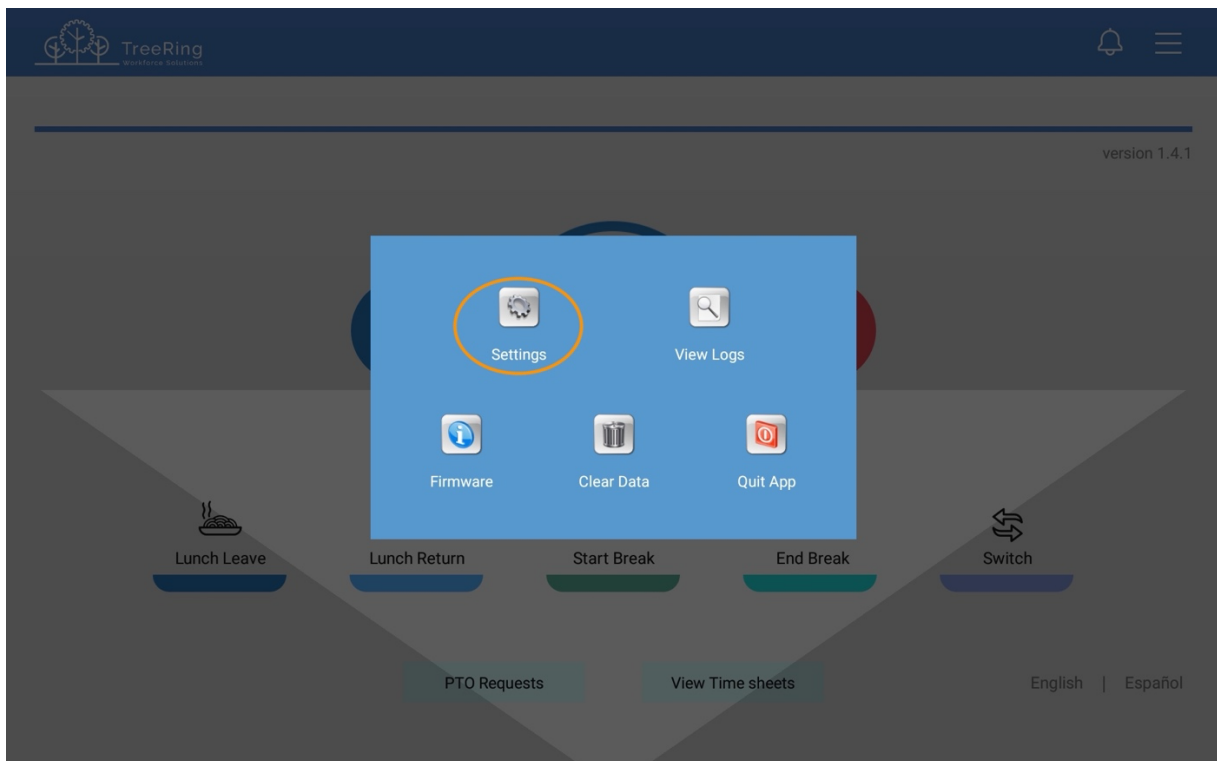 TreeRing
Workforce Solutions
version 1.4.1
Settings
View Logs
Firmware
Clear Data
Quit App
Lunch Leave
Lunch Return
Start Break
End Break
Switch
PTO Requests
View Time sheets
English | Español